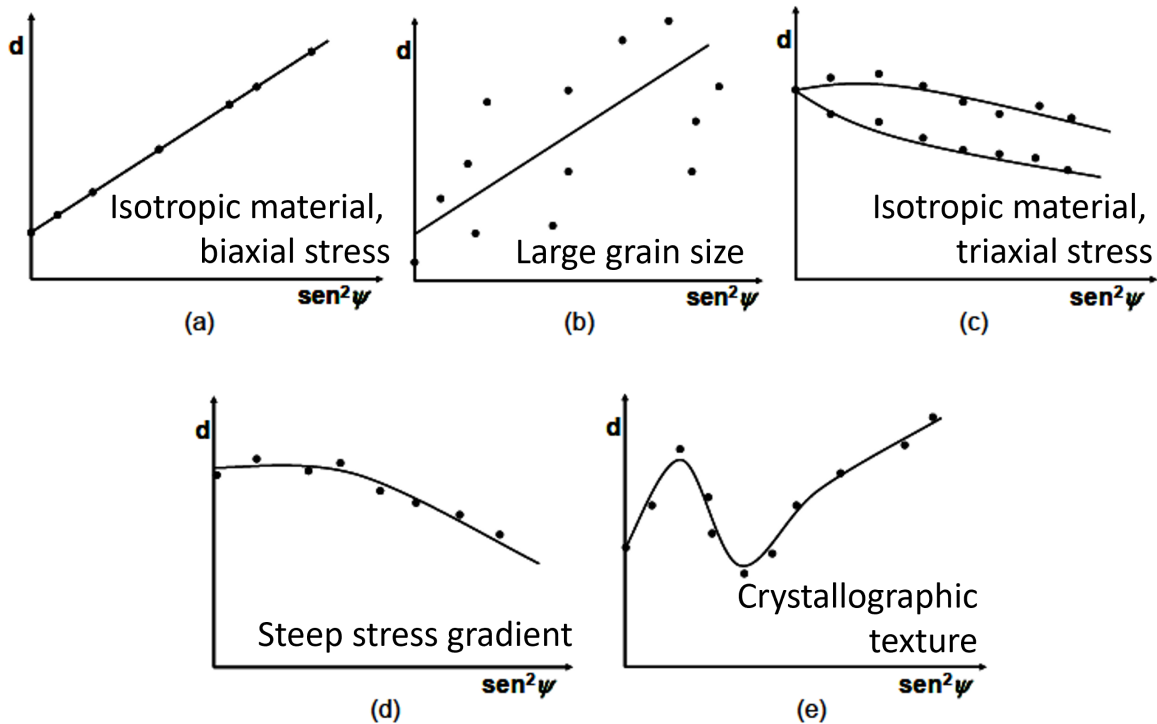 d
Isotropic material,
biaxial stress
sen²ψ
(a)
d
Large grain size
sen²ψ
(b)
d
Isotropic material,
triaxial stress
sen²ψ
(c)
d
Steep stress gradient
sen²ψ
(d)
d
Crystallographic
texture
sen²ψ
(e)